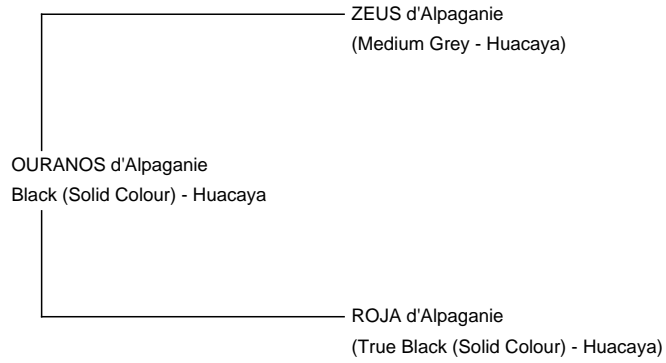 ZEUS d'Alpaganie
(Medium Grey - Huacaya)
OURANOS d'Alpaganie
Black (Solid Colour) - Huacaya
ROJA d'Alpaganie
(True Black (Solid Colour) - Huacaya)